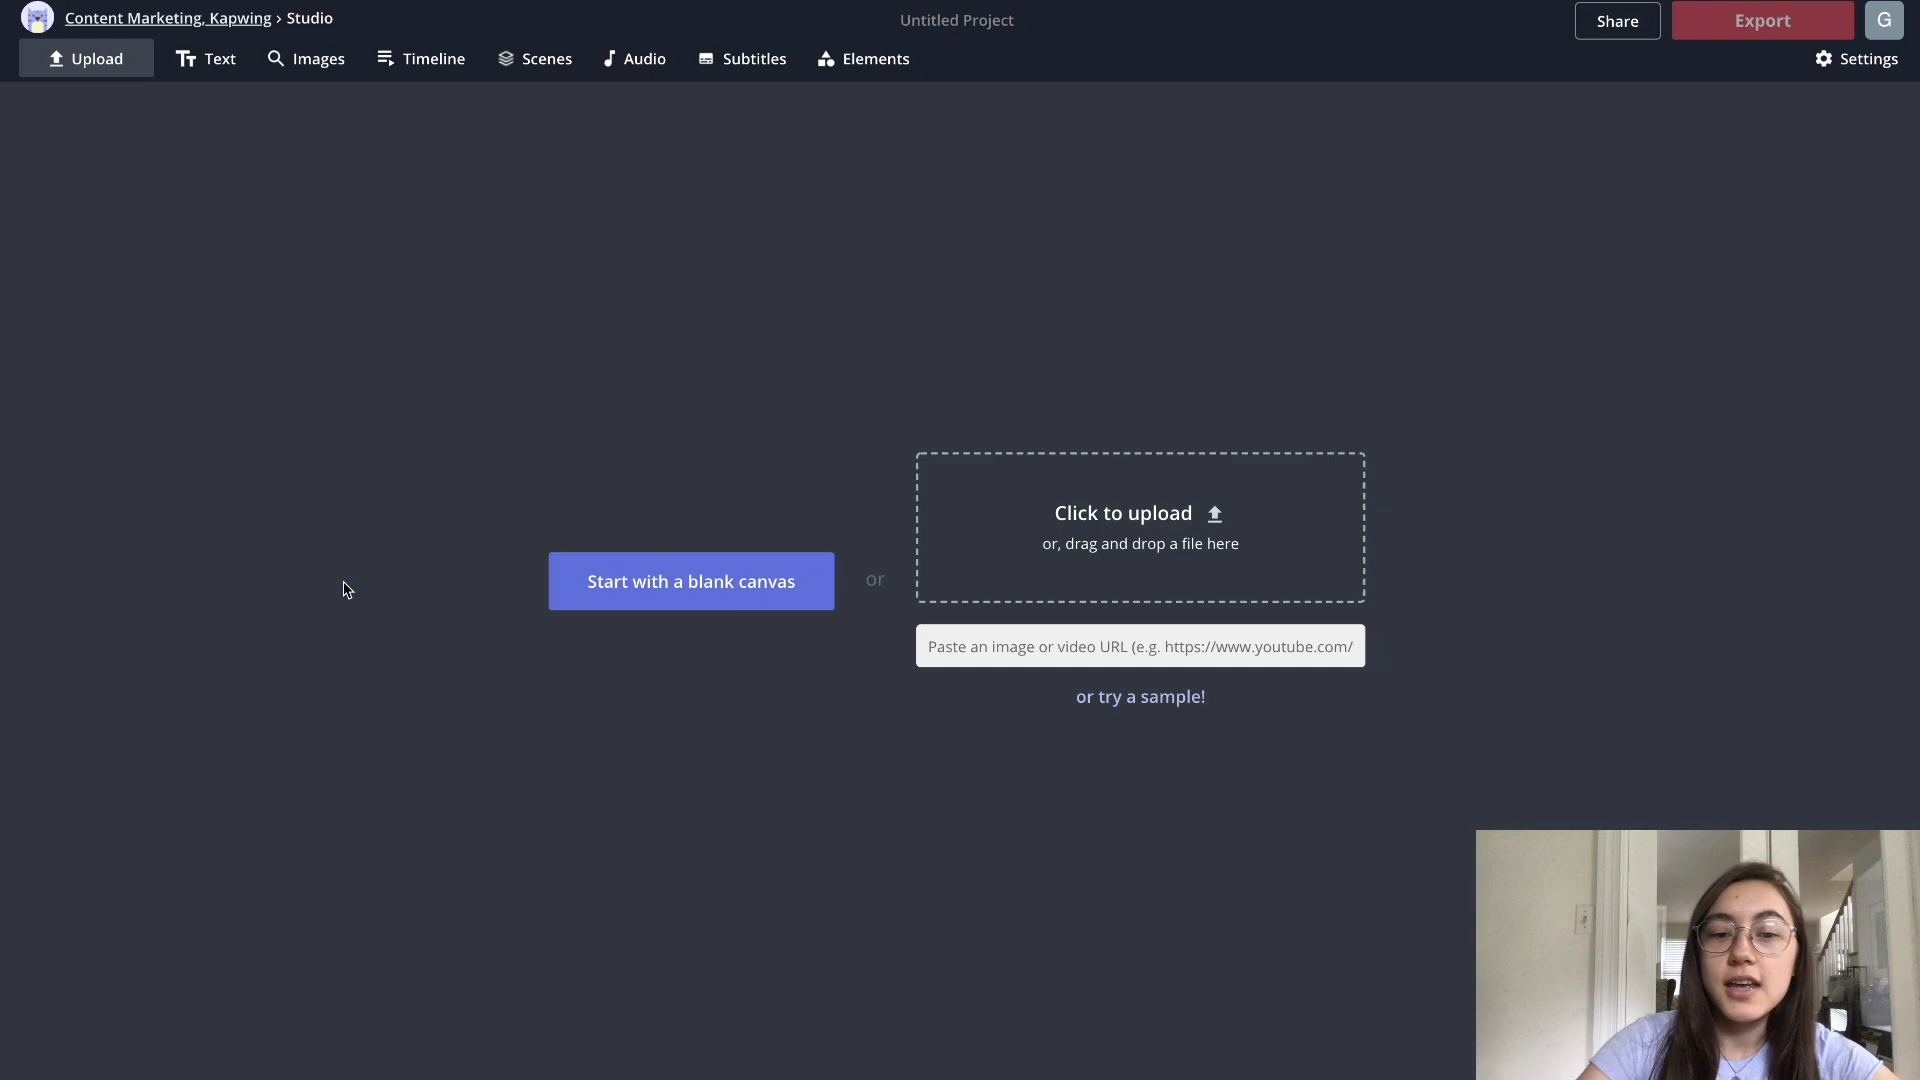 Content Marketing, Kapwing › Studio
Untitled Project
Share
Export
G
Upload
Text
Images
Timeline
Scenes
Audio
Subtitles
Elements
Settings
Click to upload
or, drag and drop a file here
Start with a blank canvas
or
Paste an image or video URL (e.g. https://www.youtube.com/
or try a sample!